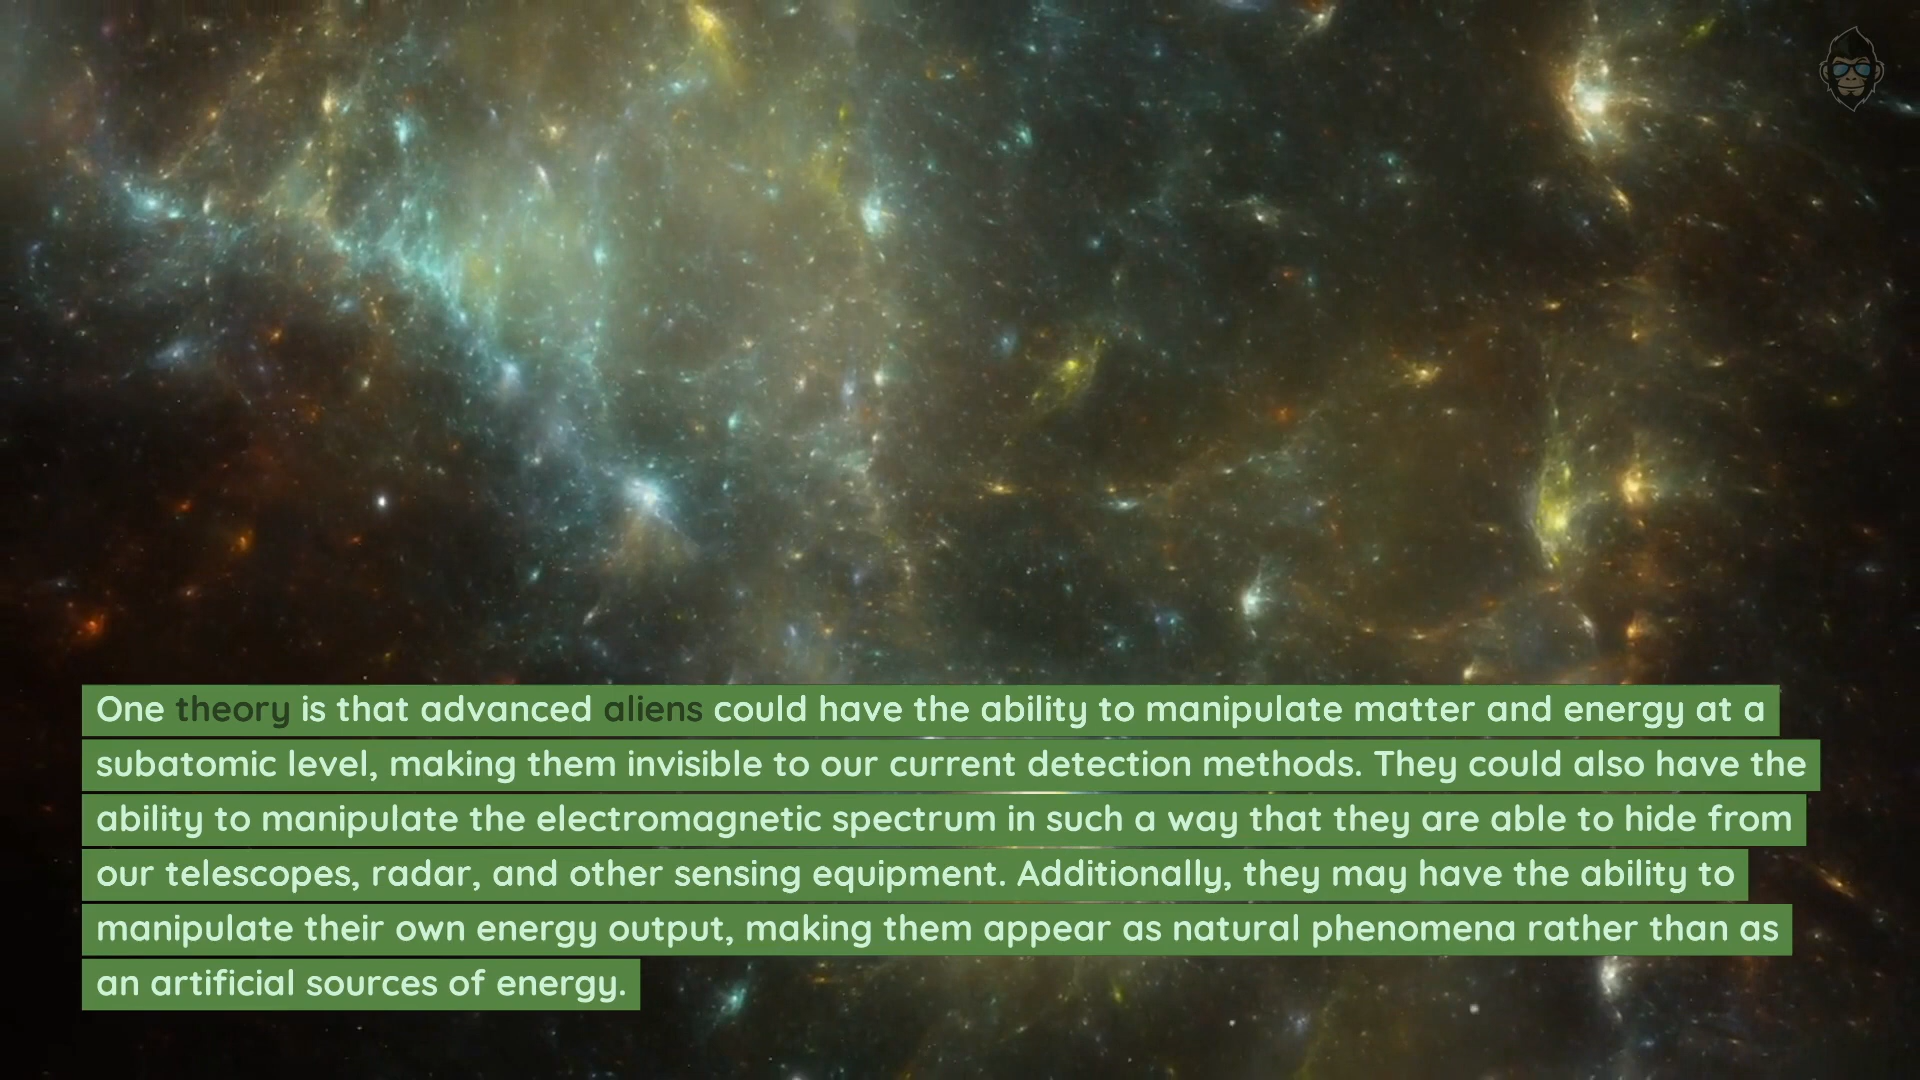 One theory is that advanced aliens could have the ability to manipulate matter and energy at a
subatomic level, making them invisible to our current detection methods. They could also have the
ability to manipulate the electromagnetic spectrum in such a way that they are able to hide from
our telescopes, radar, and other sensing equipment. Additionally, they may have the ability to
manipulate their own energy output, making them appear as natural phenomena rather than as
an artificial sources of energy.